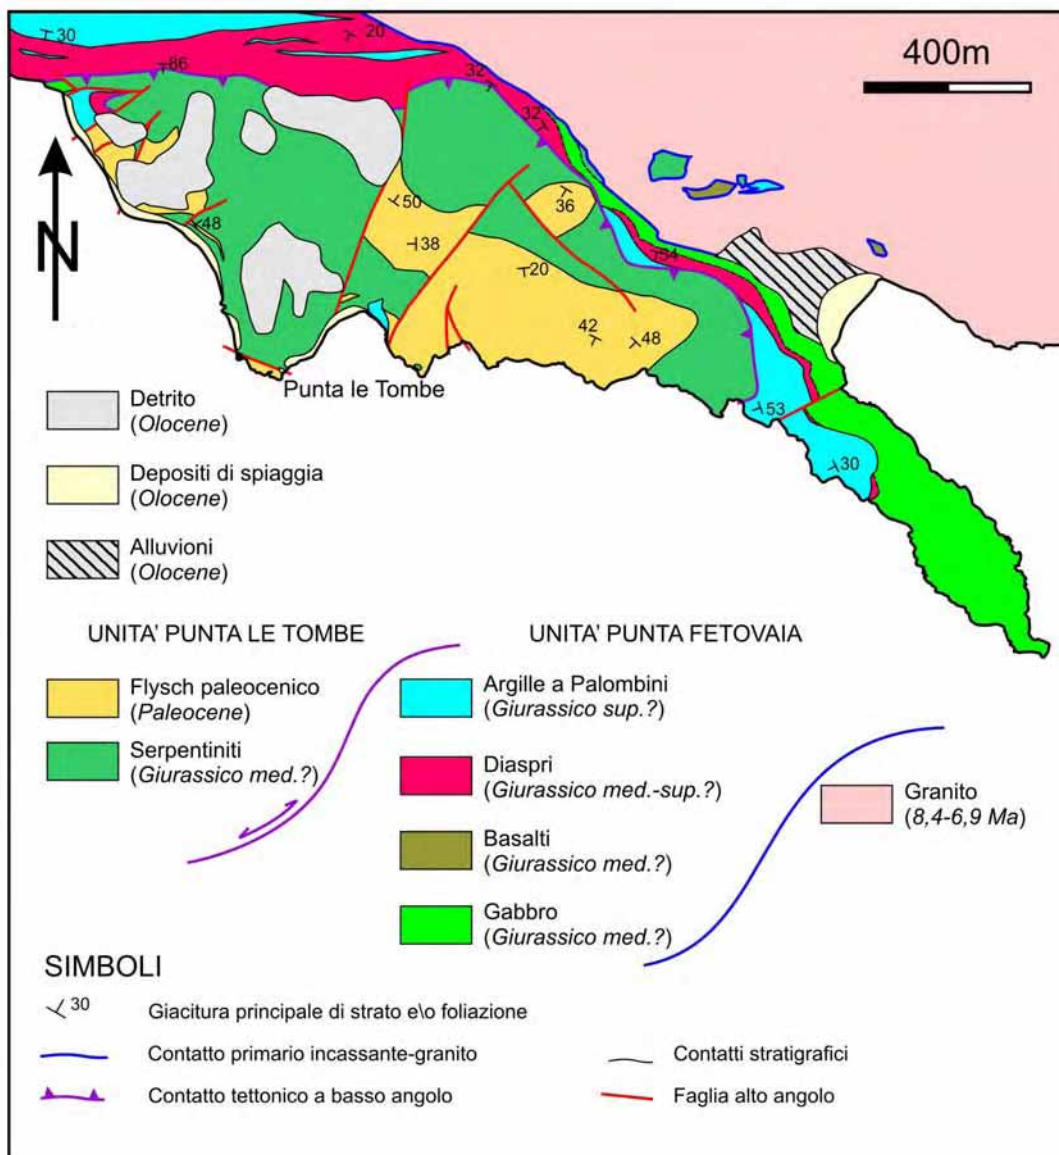 30
20
400m
86
32
32
50
36
48
38
54
20
42
48
53
30
N
Punta le Tombe
Detrito
(Olocene)
Depositi di spiaggia
(Olocene)
Alluvioni
(Olocene)
UNITA' PUNTA LE TOMBE
Flysch paleocenico
(Paleocene)
Serpentiniti
(Giurassico med.?)
UNITA' PUNTA FETOVAIA
Argille a Palombini
(Giurassico sup.?)
Diaspri
(Giurassico med.-sup.?)
Basalti
(Giurassico med.?)
Gabbro
(Giurassico med.?)
Granito
(8,4-6,9 Ma)
SIMBOLI
30
Giacitura principale di strato e\o foliazione
Contatto primario incassante-granito
Contatti stratigrafici
Contatto tettonico a basso angolo
Faglia alto angolo